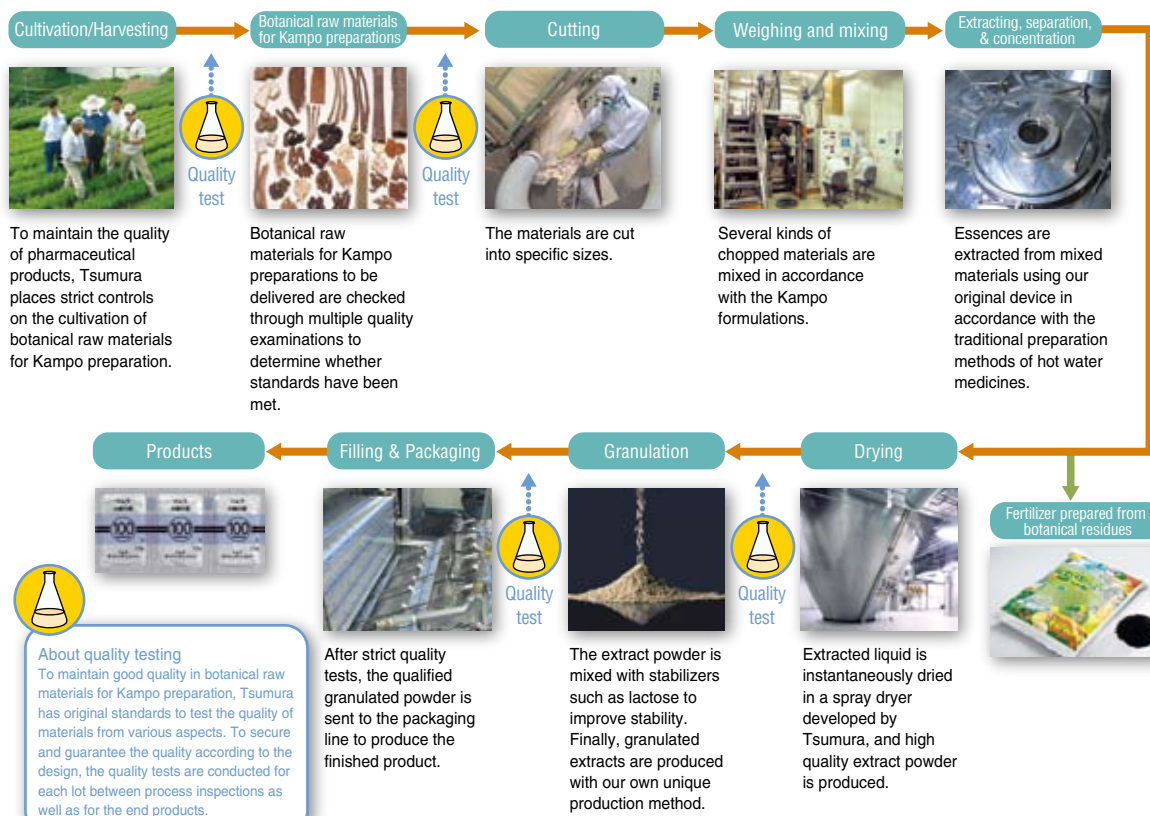 Cultivation/Harvesting
Botanical raw materials
for Kampo preparations
Cutting
Weighing and mixing
Extracting, separation,
& concentration
Quality
test
Quality
test
To maintain the quality
of pharmaceutical
products, Tsumura
places strict controls
on the cultivation of
botanical raw materials
for Kampo preparation.
Botanical raw
materials for Kampo
preparations to be
delivered are checked
through multiple quality
examinations to
determine whether
standards have been
met.
The materials are cut
into specific sizes.
Several kinds of
chopped materials are
mixed in accordance
with the Kampo
formulations.
Essences are
extracted from mixed
materials using our
original device in
accordance with the
traditional preparation
methods of hot water
medicines.
Products
Filling & Packaging
Granulation
Drying
Fertilizer prepared from
botanical residues
100
100
100
Quality
test
Quality
test
After strict quality
tests, the qualified
granulated powder is
sent to the packaging
line to produce the
finished product.
The extract powder is
mixed with stabilizers
such as lactose to
improve stability.
Finally, granulated
extracts are produced
with our own unique
production method.
Extracted liquid is
instantaneously dried
in a spray dryer
developed by
Tsumura, and high
quality extract powder
is produced.
About quality testing
To maintain good quality in botanical raw
materials for Kampo preparation, Tsumura
has original standards to test the quality of
materials from various aspects. To secure
and guarantee the quality according to the
design, the quality tests are conducted for
each lot between process inspections as
well as for the end products.